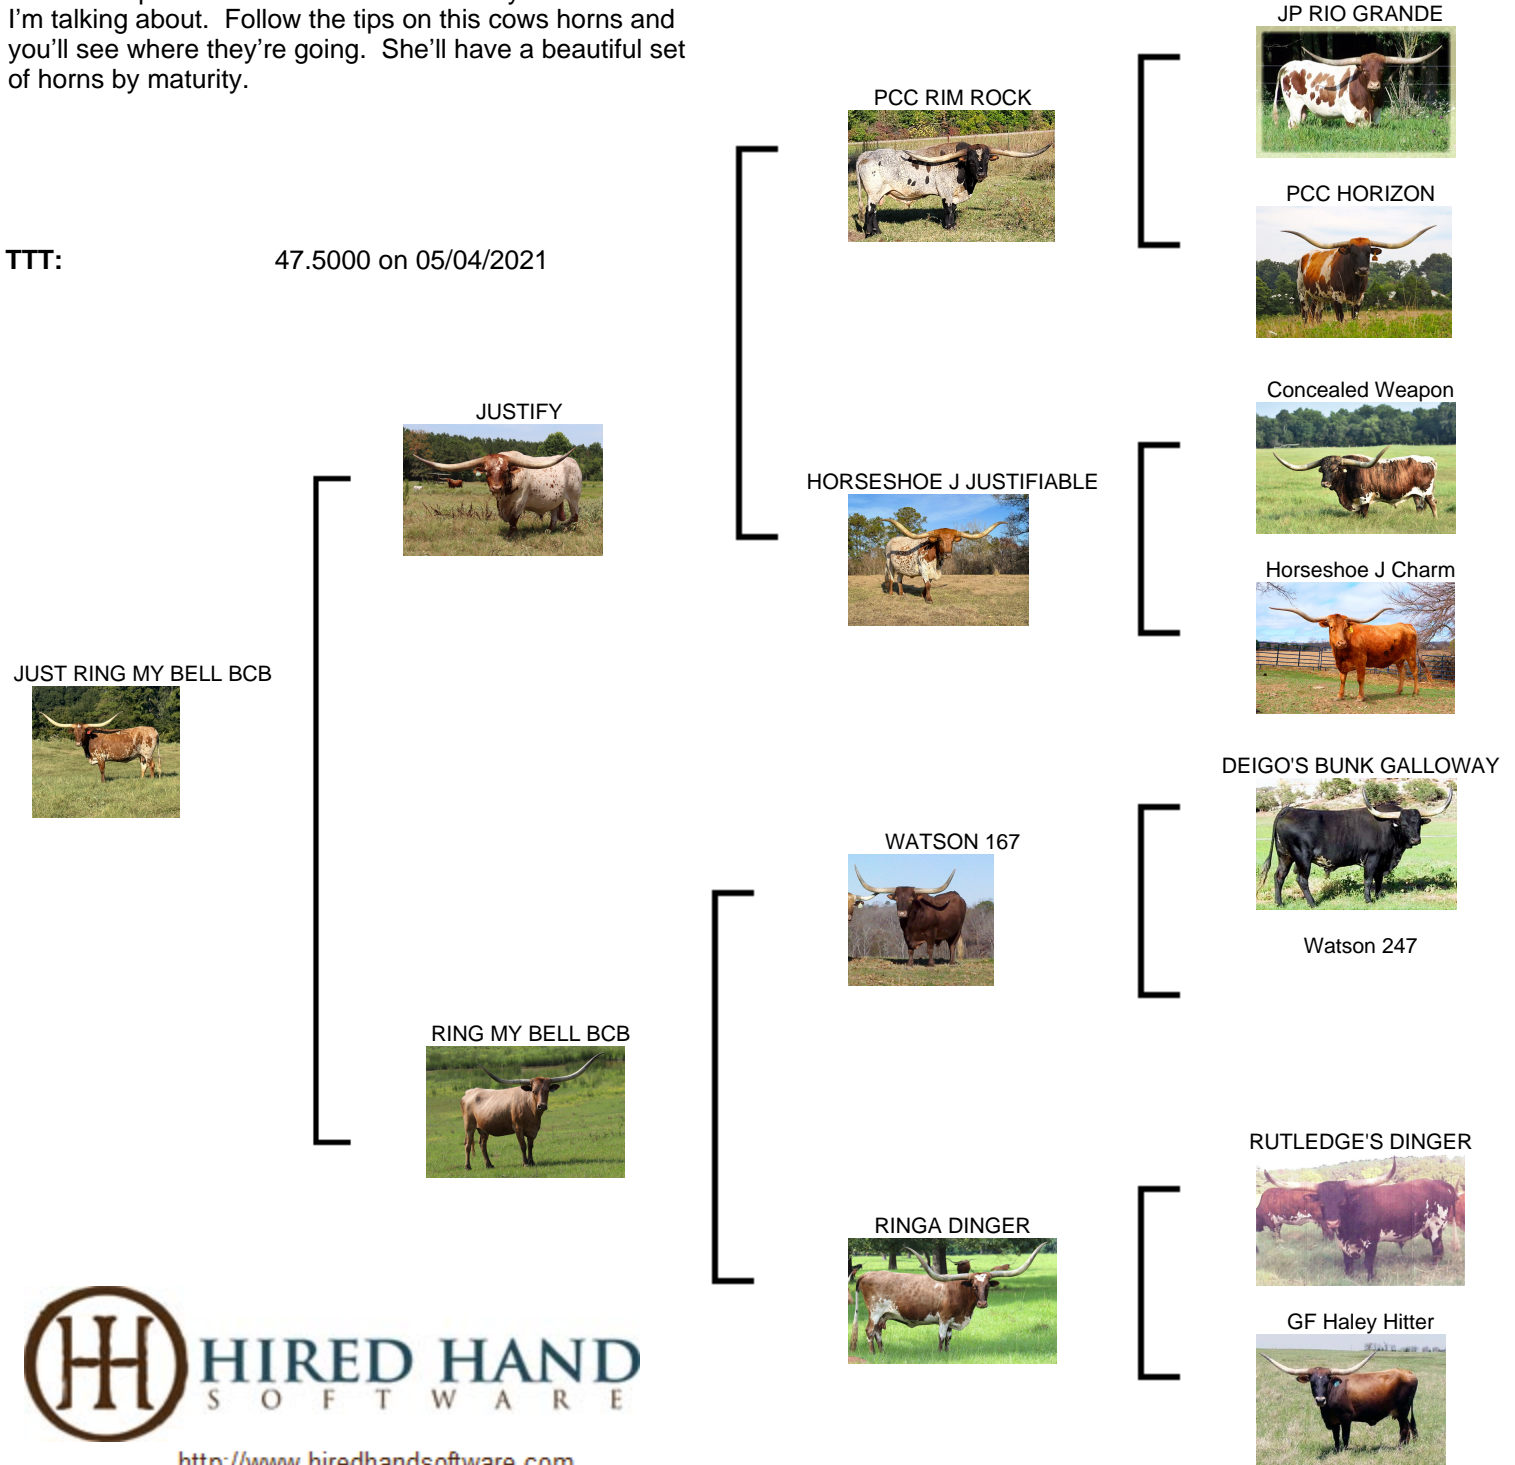 I'm talking about.  Follow the tips on this cows horns and
you'll see where they're going.  She'll have a beautiful set
of horns by maturity.
TTT: 47.5000 on 05/04/2021
JUST RING MY BELL BCB
JUSTIFY
RING MY BELL BCB
PCC RIM ROCK
HORSESHOE J JUSTIFIABLE
WATSON 167
RINGA DINGER
JP RIO GRANDE
PCC HORIZON
Concealed Weapon
Horseshoe J Charm
DEIGO'S BUNK GALLOWAY
Watson 247
RUTLEDGE'S DINGER
GF Haley Hitter
HIRED HAND
SOFTWARE
http://www.hiredhandsoftware.com